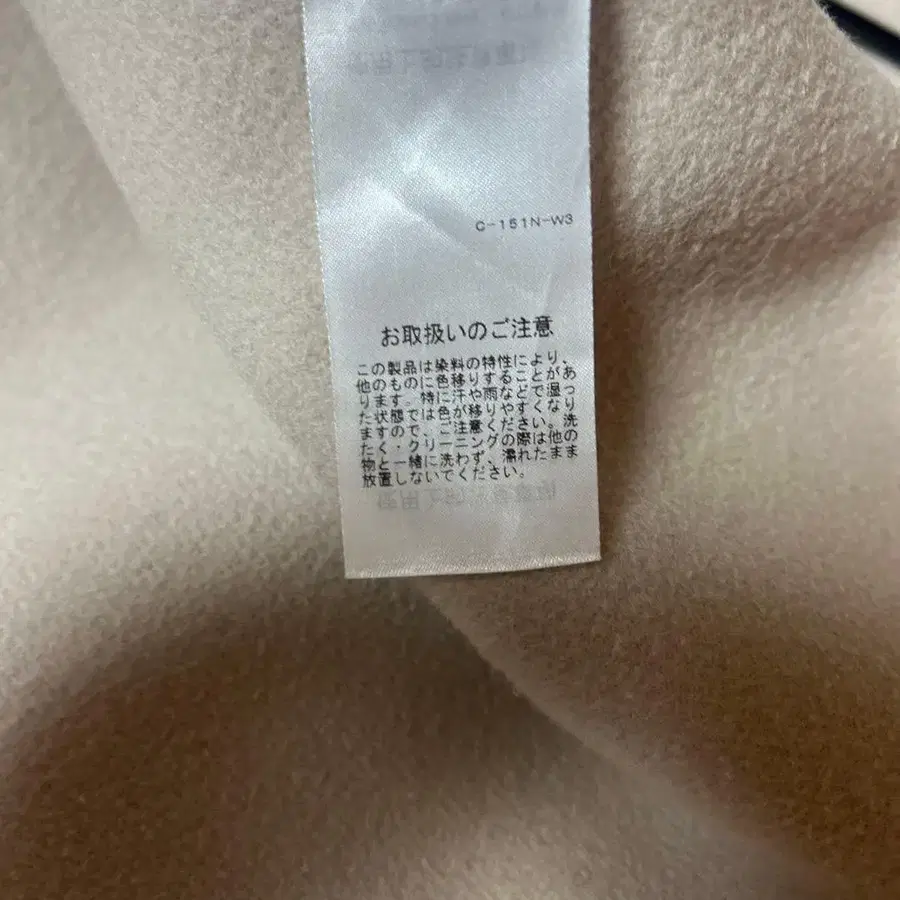 C-151N-W3
お取扱いのご注意
この製品は染料の特性により、
他のものに色移りすることがあ
ります。特に汗や雨などで湿っ
た状態では色が移りやすくなり
ますので、ご注意ください。洗
たく・クリーニングの際は他の
物と一緒に洗わず、濡れたまま
放置しないでください。